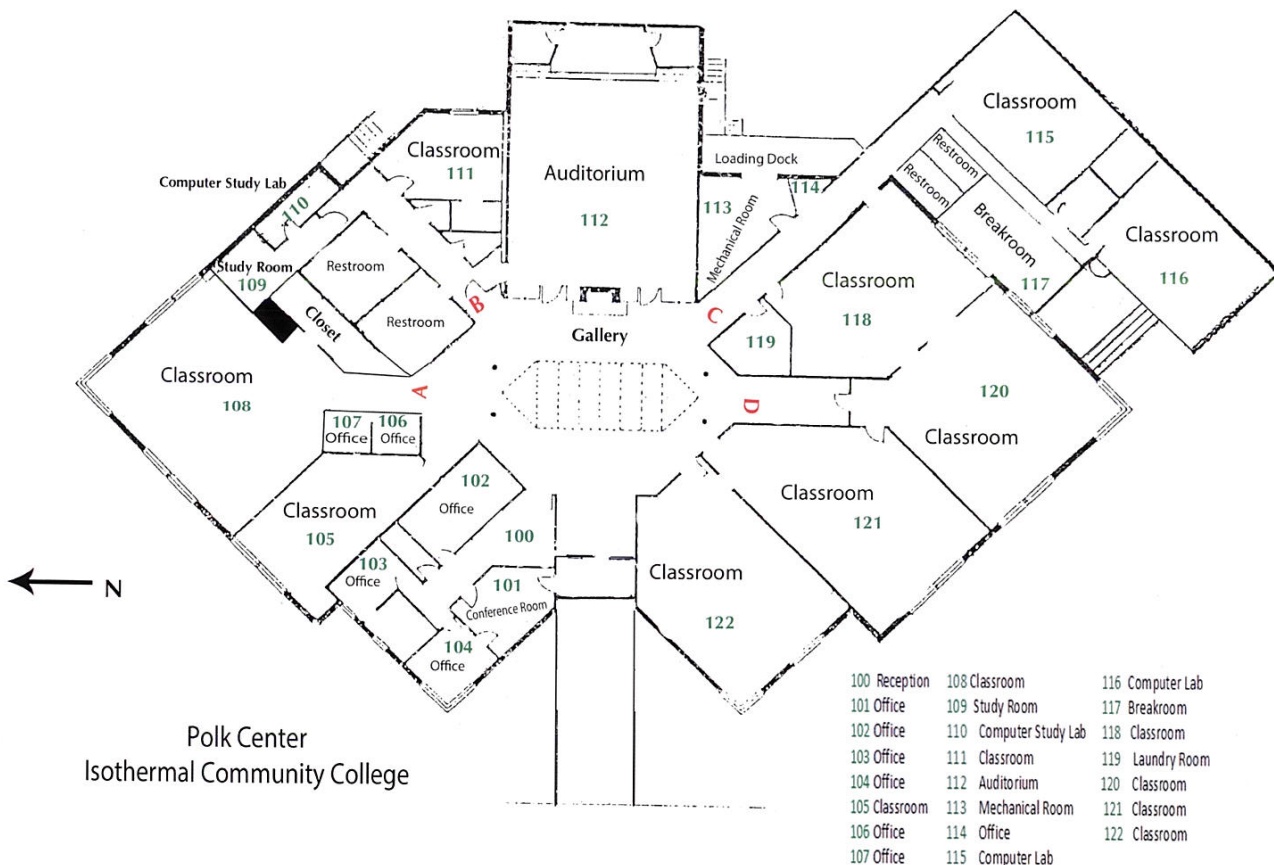 Classroom
115
Loading Dock
Restroom
Restroom
Classroom
111
Auditorium
112
Computer Study Lab
110
114
113
Mechanical Room
Breakroom
117
Classroom
116
Study Room
109
Restroom
Closet
Restroom
B
C
Gallery
Classroom
118
119
Classroom
108
A
D
120
Classroom
107
Office
106
Office
102
Office
Classroom
105
100
Classroom
121
103
Office
101
Conference Room
104
Office
Classroom
122
N
Polk Center
Isothermal Community College
100 Reception
101 Office
102 Office
103 Office
104 Office
105 Classroom
106 Office
107 Office
108 Classroom
109 Study Room
110 Computer Study Lab
111 Classroom
112 Auditorium
113 Mechanical Room
114 Office
115 Computer Lab
116 Computer Lab
117 Breakroom
118 Classroom
119 Laundry Room
120 Classroom
121 Classroom
122 Classroom